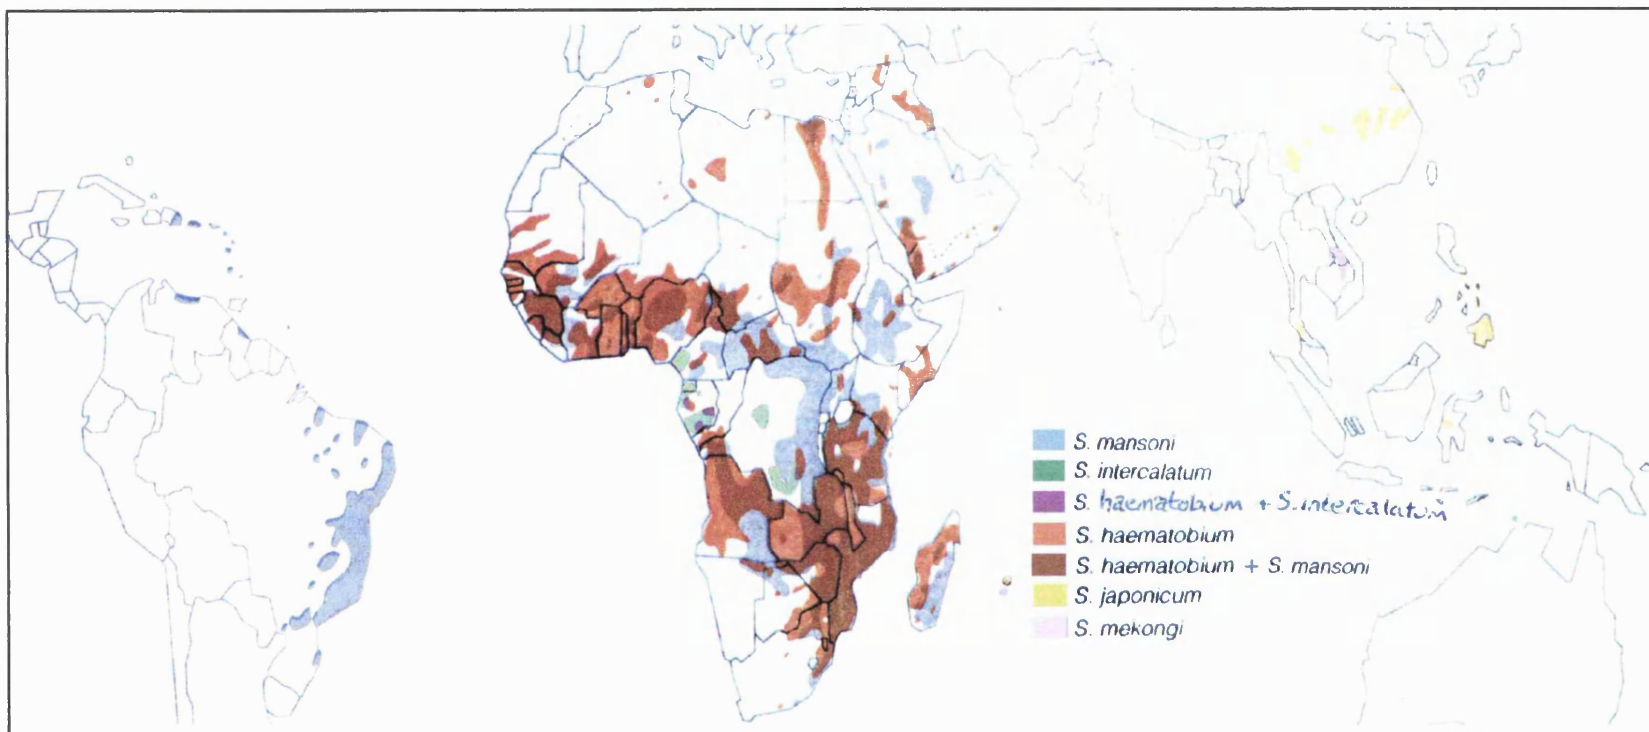 S. mansoni
S. intercalatum
S. haematobium + S. intercalatum
S. haematobium
S. haematobium + S. mansoni
S. japonicum
S. mekongi